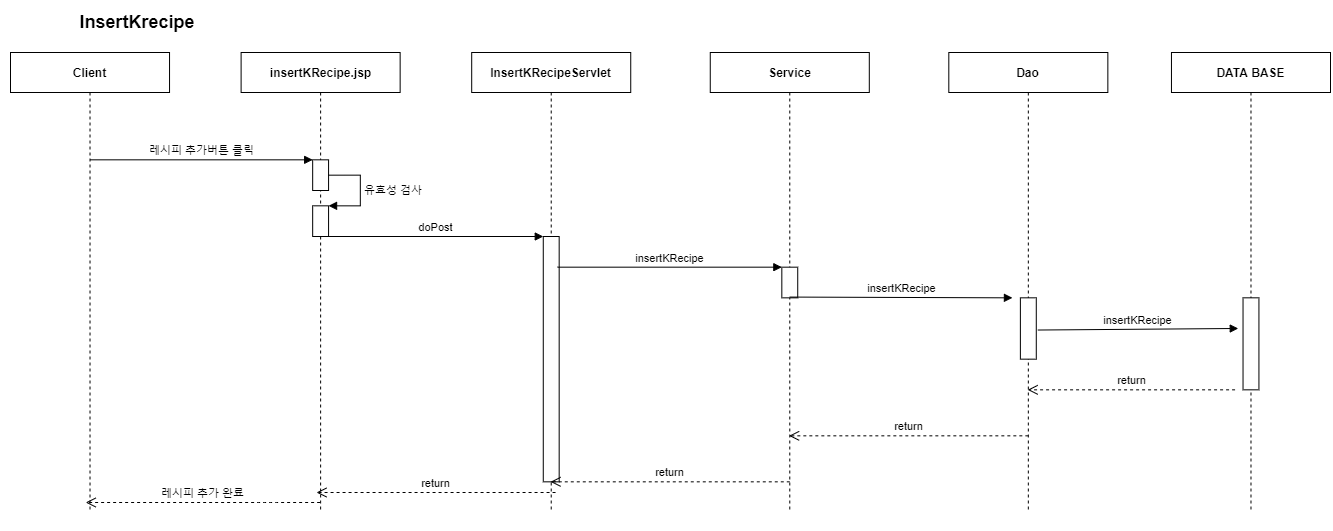 InsertKrecipe
Client
insertKRecipe.jsp
InsertKRecipeServlet
Service
Dao
DATA BASE
레시피 추가버튼 클릭
유효성 검사
doPost
insertKRecipe
insertKRecipe
insertKRecipe
return
return
return
return
레시피 추가 완료